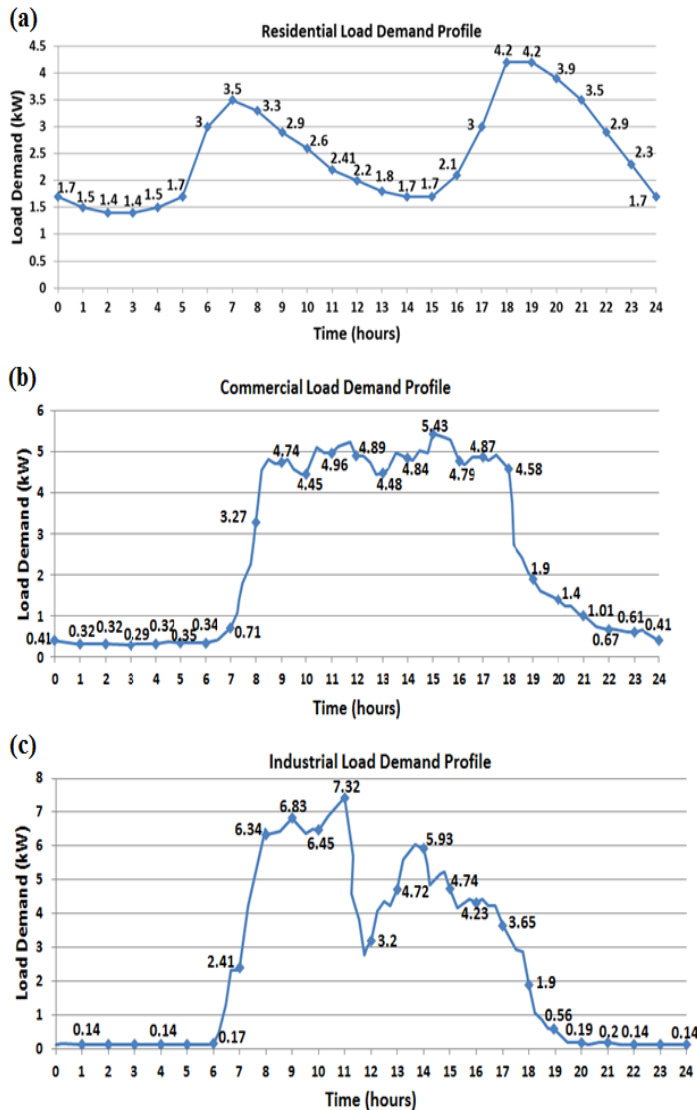 (a)
Residential Load Demand Profile
Load Demand (kW)
4.5
4
3.5
3
2.5
2
1.5
1
0.5
0
1.7 1.5 1.4 1.4 1.5 1.7 3 3.5 3.3 2.9 2.6 2.41 2.2 1.8 1.7 1.7 2.1 3 4.2 4.2 3.9 3.5 2.9 2.3 1.7
0 1 2 3 4 5 6 7 8 9 10 11 12 13 14 15 16 17 18 19 20 21 22 23 24
Time (hours)
(b)
Commercial Load Demand Profile
Load Demand (kW)
6
5
4
3
2
1
0
0.41 0.32 0.32 0.29 0.32 0.35 0.34 0.71 3.27 4.74 4.45 4.96 4.89 4.48 4.84 5.43 4.79 4.87 4.58 1.9 1.4 1.01 0.67 0.61 0.41
0 1 2 3 4 5 6 7 8 9 10 11 12 13 14 15 16 17 18 19 20 21 22 23 24
Time (hours)
(c)
Industrial Load Demand Profile
Load Demand (kW)
8
7
6
5
4
3
2
1
0
0.14 0.14 0.17 2.41 6.34 6.83 6.45 7.32 3.2 4.72 5.93 4.74 4.23 3.65 1.9 0.56 0.19 0.2 0.14 0.14
0 1 2 3 4 5 6 7 8 9 10 11 12 13 14 15 16 17 18 19 20 21 22 23 24
Time (hours)